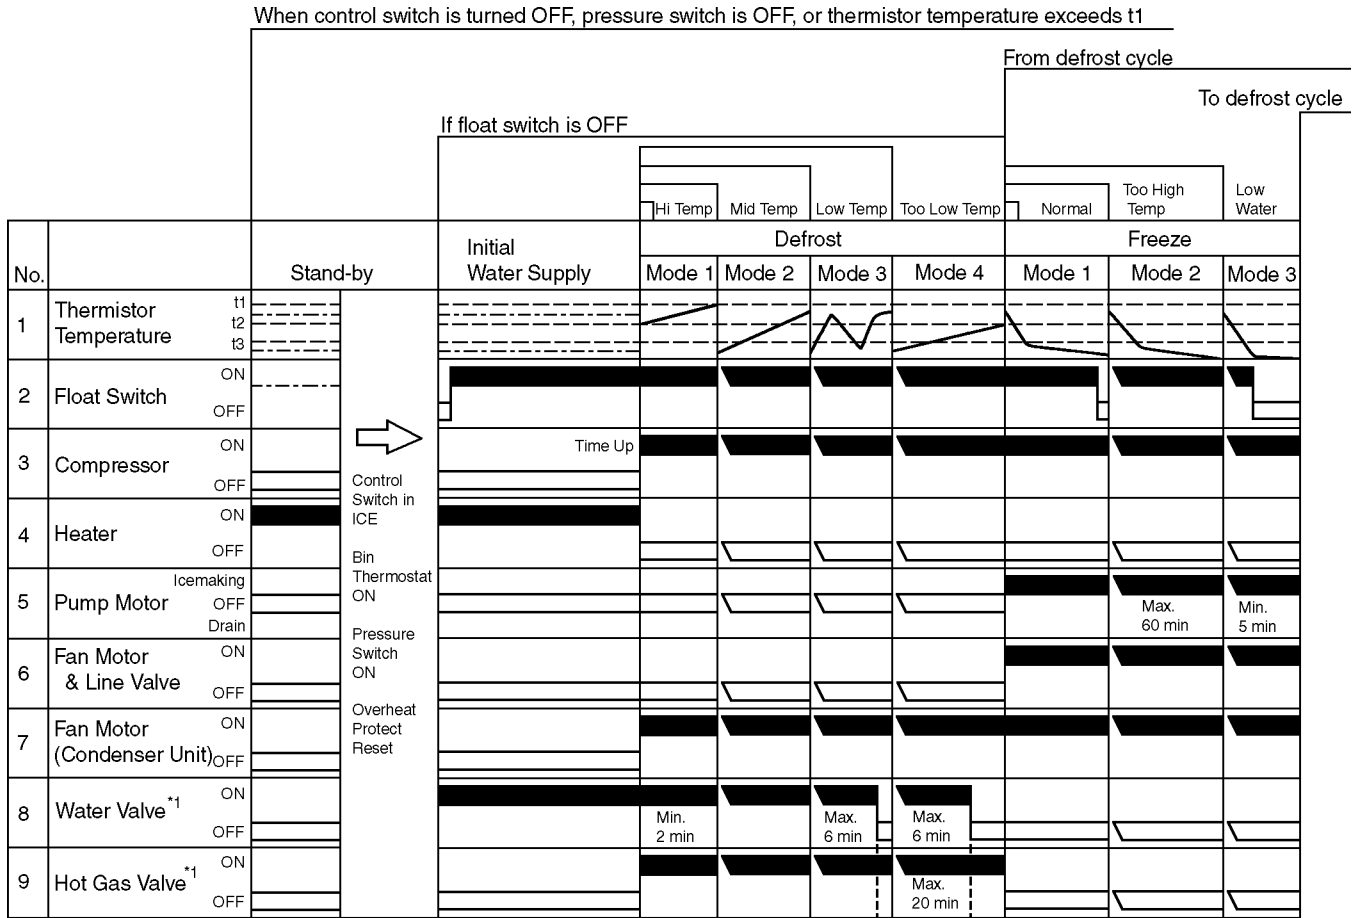 When control switch is turned OFF, pressure switch is OFF, or thermistor temperature exceeds t1
From defrost cycle
To defrost cycle
If float switch is OFF
Hi Temp
Mid Temp
Low Temp
Too Low Temp
Normal
Too High
Temp
Low
Water
No.
Stand-by
Initial
Water Supply
Defrost
Freeze
Mode 1
Mode 2
Mode 3
Mode 4
Mode 1
Mode 2
Mode 3
1
Thermistor
Temperature
t1
t2
t3
2
Float Switch
ON
OFF
3
Compressor
ON
OFF
Time Up
4
Heater
ON
OFF
5
Pump Motor
Icemaking
OFF
Drain
Max.
60 min
Min.
5 min
6
Fan Motor
& Line Valve
ON
OFF
7
Fan Motor
(Condenser Unit)
ON
OFF
8
Water Valve*1
ON
OFF
Min.
2 min
Max.
6 min
Max.
6 min
9
Hot Gas Valve*1
ON
OFF
Max.
20 min
Control
Switch in
ICE
Bin
Thermostat
ON
Pressure
Switch
ON
Overheat
Protect
Reset